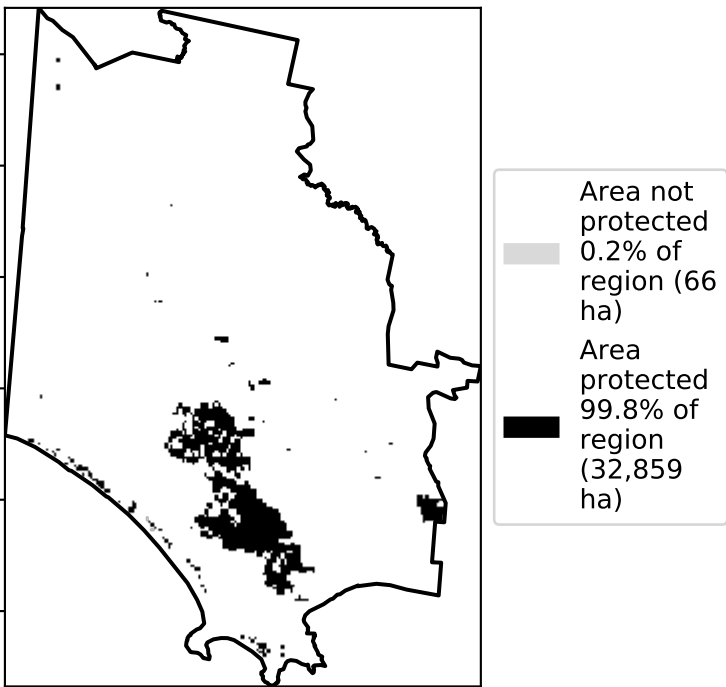 Area not
protected
0.2% of
region (66
ha)
Area
protected
99.8% of
region
(32,859
ha)